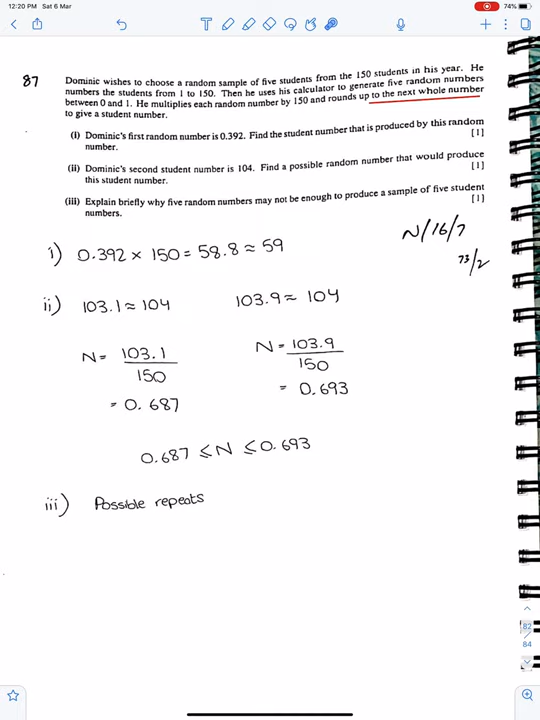 12:20 PM Sat 6 Mar
74%
87
Dominic wishes to choose a random sample of five students from the 150 students in his year. He
numbers the students from 1 to 150. Then he uses his calculator to generate five random numbers
between 0 and 1. He multiplies each random number by 150 and rounds up to the next whole number
to give a student number.
(i) Dominic's first random number is 0.392. Find the student number that is produced by this random
number. [1]
(ii) Dominic's second student number is 104. Find a possible random number that would produce
this student number. [1]
(iii) Explain briefly why five random numbers may not be enough to produce a sample of five student
numbers. [1]
N/16/7
73/2
i) 0.392 × 150 = 58.8 ≈ 59
ii) 103.1 ≈ 104 103.9 ≈ 104
N = 103.1/150 N = 103.9/150
= 0.687 = 0.693
0.687 ≤ N ≤ 0.693
iii) Possible repeats
82
84